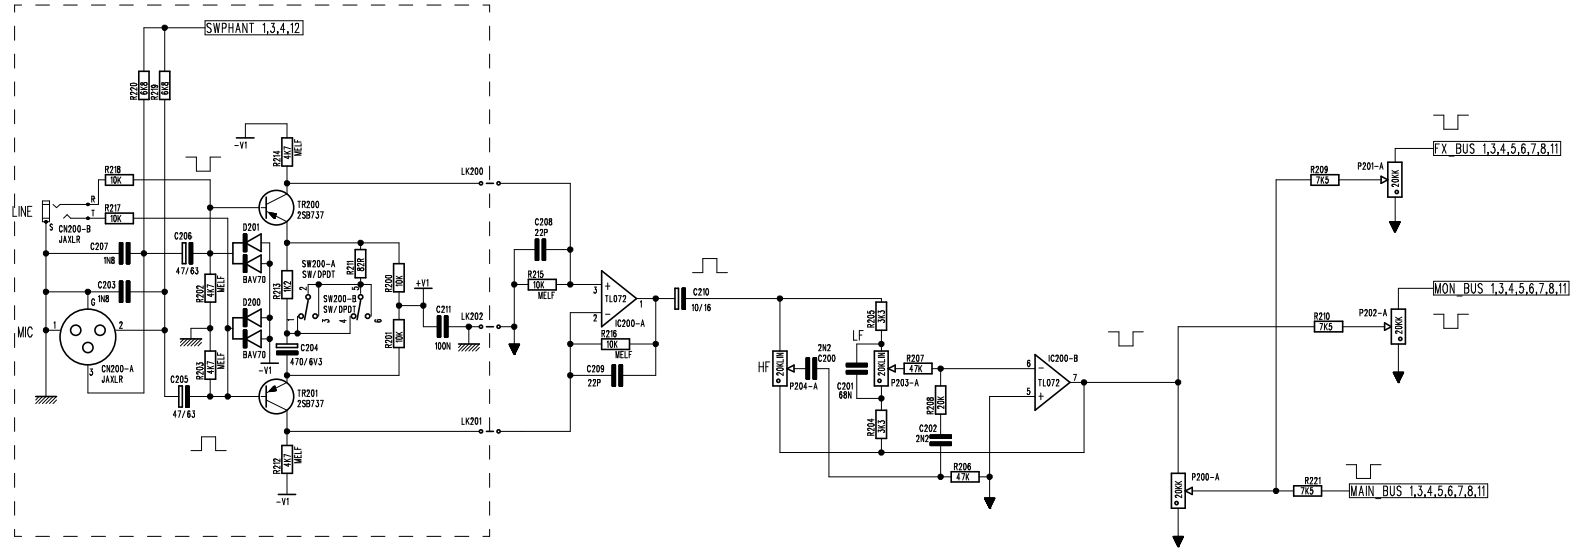 SWPHANT 1,3,4,12
R220
6K8
R219
6K8
-V1
R214
4K7
MELF
R218
10K
R217
10K
LINE
R
T
S
CN200-B
JAXLR
C207
1N8
C206
47/63
C203
1N8
G
MIC
1
2
3
CN200-A
JAXLR
C205
47/63
R202
4K7
MELF
R203
4K7
MELF
D201
BAV70
D200
BAV70
TR200
2SB737
TR201
2SB737
R213
1K2
SW200-A
SW/DPDT
SW200-B
SW/DPDT
2
1
3
5
4
6
R211
82R
R200
10K
R201
10K
+V1
C211
100N
C204
470/6V3
-V1
R212
4K7
MELF
-V1
LK200
LK202
LK201
C208
22P
R215
10K
MELF
3
+
2
−
TL072
1
IC200-A
R216
10K
MELF
C209
22P
C210
10/16
HF
20KLIN
P204-A
2N2
C200
R205
3K3
LF
C201
68N
20KLIN
P203-A
R204
3K3
R207
47K
R208
20K
C202
2N2
R206
47K
IC200-B
6
−
TL072
7
5
+
P200-A
20KK
R209
7K5
P201-A
20KK
FX_BUS 1,3,4,5,6,7,8,11
R210
7K5
P202-A
20KK
MON_BUS 1,3,4,5,6,7,8,11
R221
7K5
MAIN_BUS 1,3,4,5,6,7,8,11